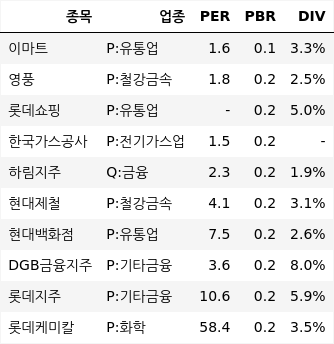 종목 업종 PER PBR DIV
이마트 P:유통업 1.6 0.1 3.3%
영풍 P:철강금속 1.8 0.2 2.5%
롯데쇼핑 P:유통업 - 0.2 5.0%
한국가스공사 P:전기가스업 1.5 0.2 -
하림지주 Q:금융 2.3 0.2 1.9%
현대제철 P:철강금속 4.1 0.2 3.1%
현대백화점 P:유통업 7.5 0.2 2.6%
DGB금융지주 P:기타금융 3.6 0.2 8.0%
롯데지주 P:기타금융 10.6 0.2 5.9%
롯데케미칼 P:화학 58.4 0.2 3.5%